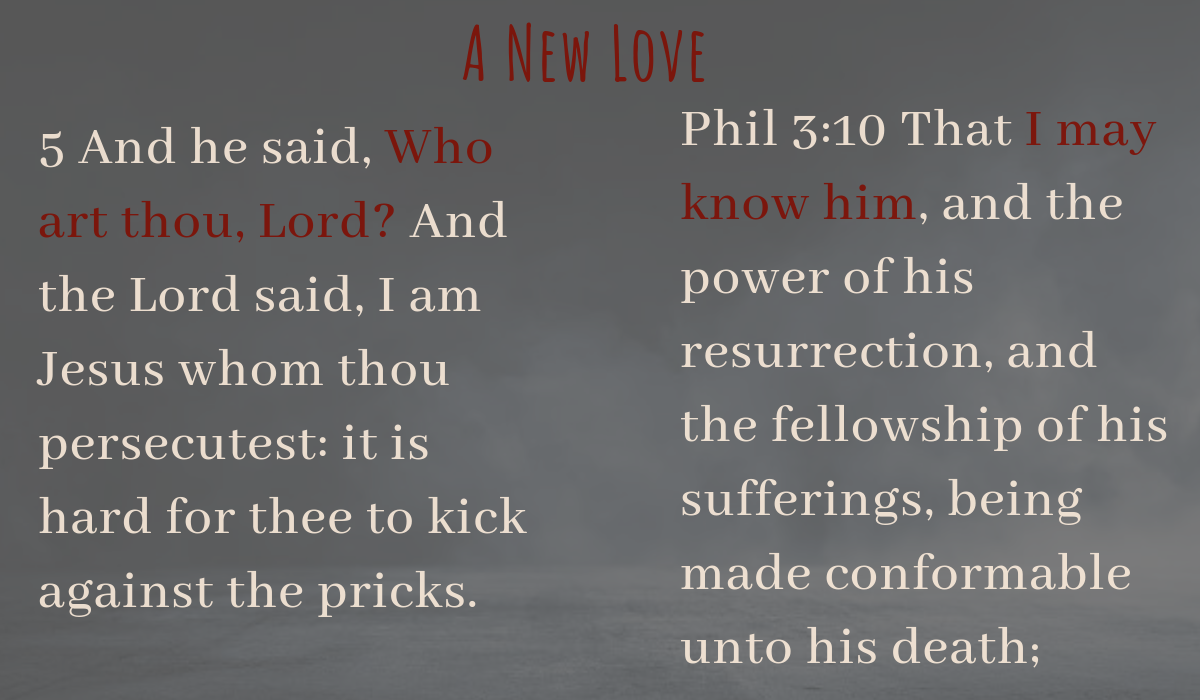 A New Love
5 And he said, Who
art thou, Lord? And
the Lord said, I am
Jesus whom thou
persecutest: it is
hard for thee to kick
against the pricks.
Phil 3:10 That I may
know him, and the
power of his
resurrection, and
the fellowship of his
sufferings, being
made conformable
unto his death;